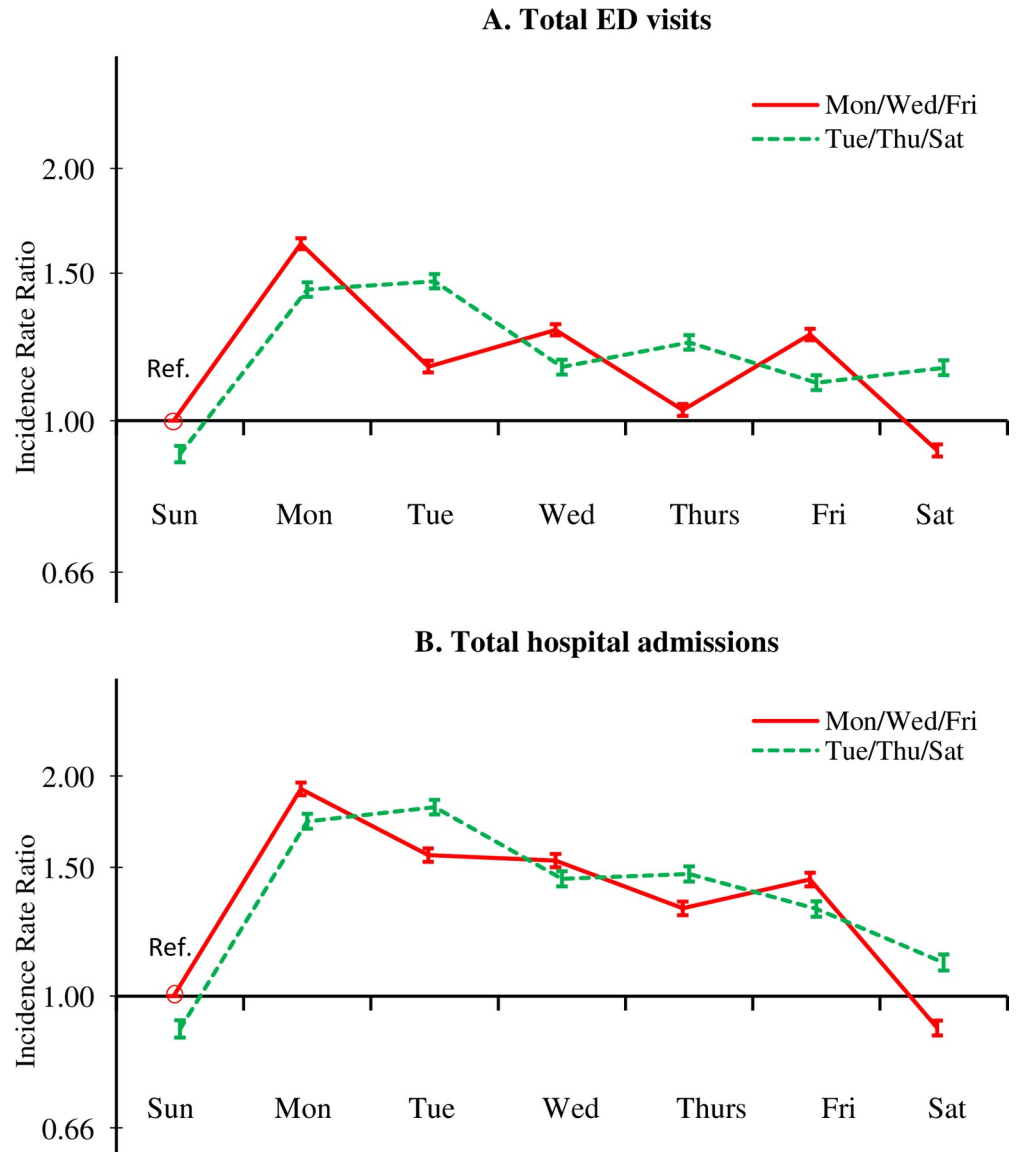 A. Total ED visits
Mon/Wed/Fri
Tue/Thu/Sat
2.00
1.50
1.00
0.66
Incidence Rate Ratio
Ref.
Sun Mon Tue Wed Thurs Fri Sat
B. Total hospital admissions
Mon/Wed/Fri
Tue/Thu/Sat
2.00
1.50
1.00
0.66
Incidence Rate Ratio
Ref.
Sun Mon Tue Wed Thurs Fri Sat